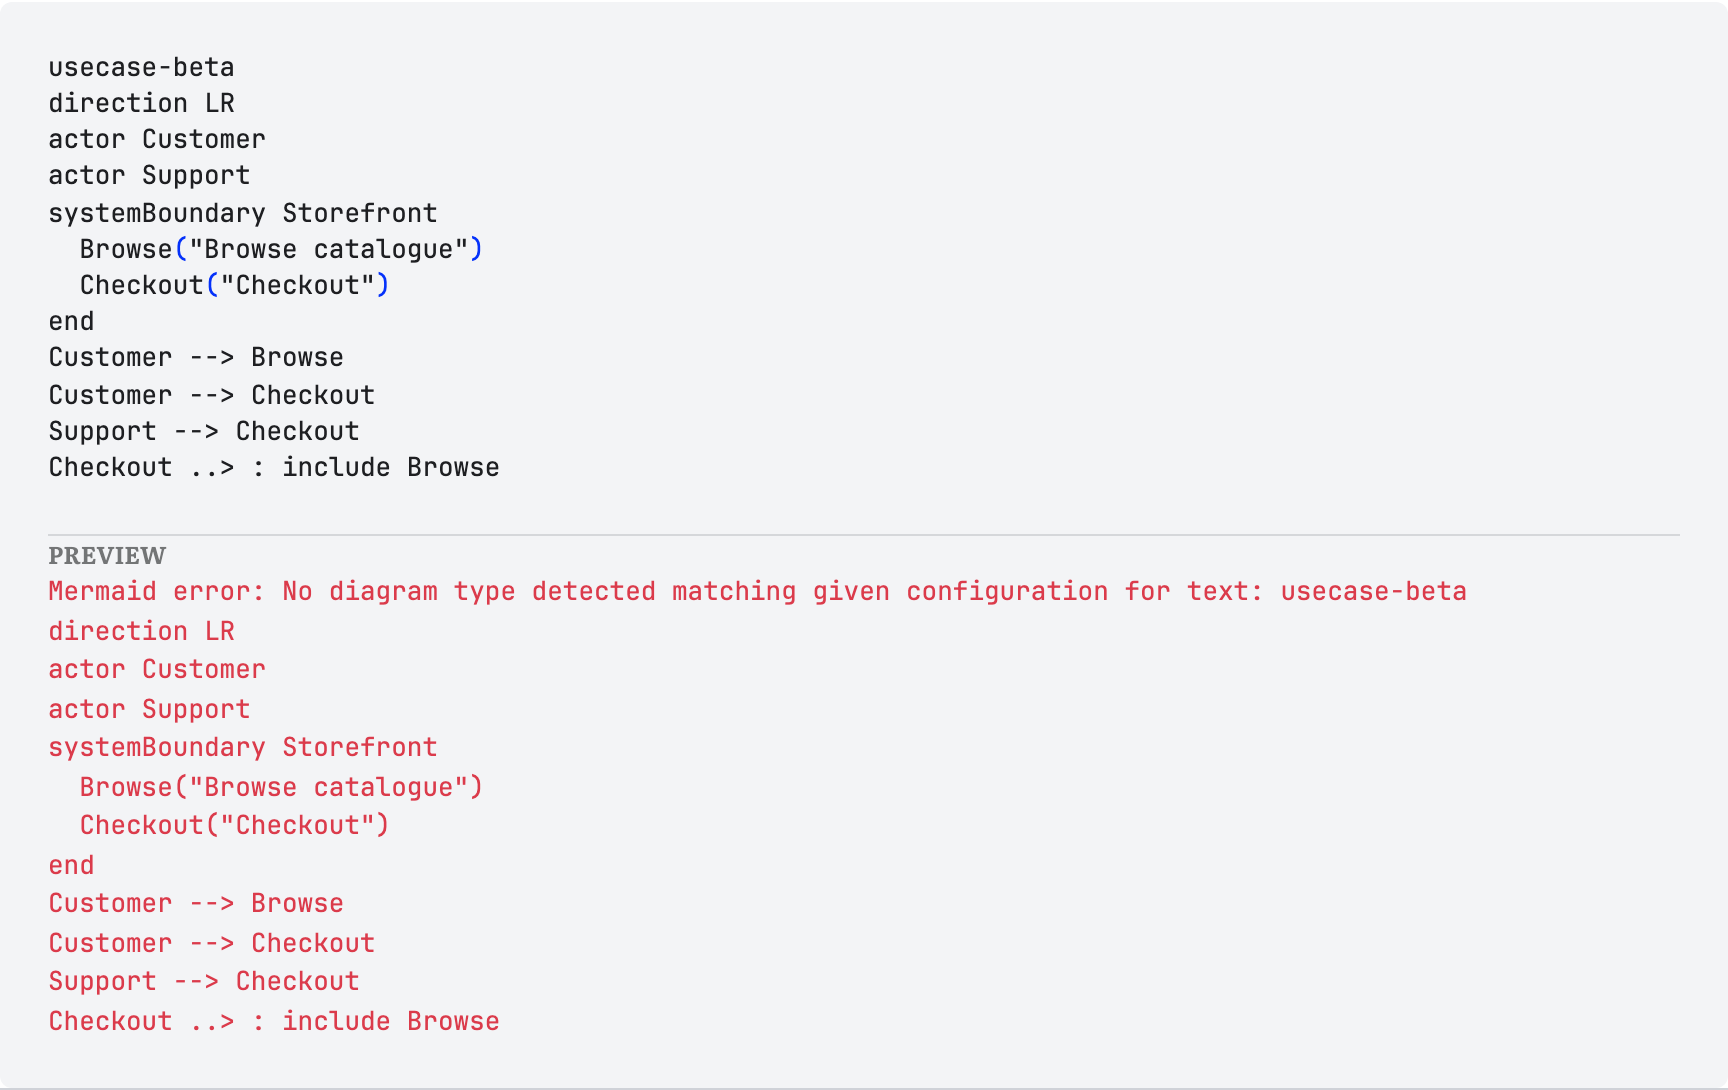 usecase-beta
direction LR
actor Customer
actor Support
systemBoundary Storefront
  Browse("Browse catalogue")
  Checkout("Checkout")
end
Customer --> Browse
Customer --> Checkout
Support --> Checkout
Checkout ..> : include Browse
PREVIEW
Mermaid error: No diagram type detected matching given configuration for text: usecase-beta
direction LR
actor Customer
actor Support
systemBoundary Storefront
  Browse("Browse catalogue")
  Checkout("Checkout")
end
Customer --> Browse
Customer --> Checkout
Support --> Checkout
Checkout ..> : include Browse